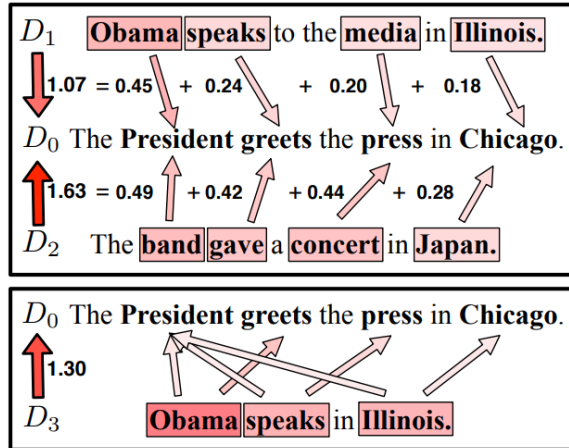 D1 Obama speaks to the media in Illinois.
1.07 = 0.45 + 0.24 + 0.20 + 0.18
D0 The President greets the press in Chicago.
1.63 = 0.49 + 0.42 + 0.44 + 0.28
D2 The band gave a concert in Japan.
D0 The President greets the press in Chicago.
1.30
D3 Obama speaks in Illinois.